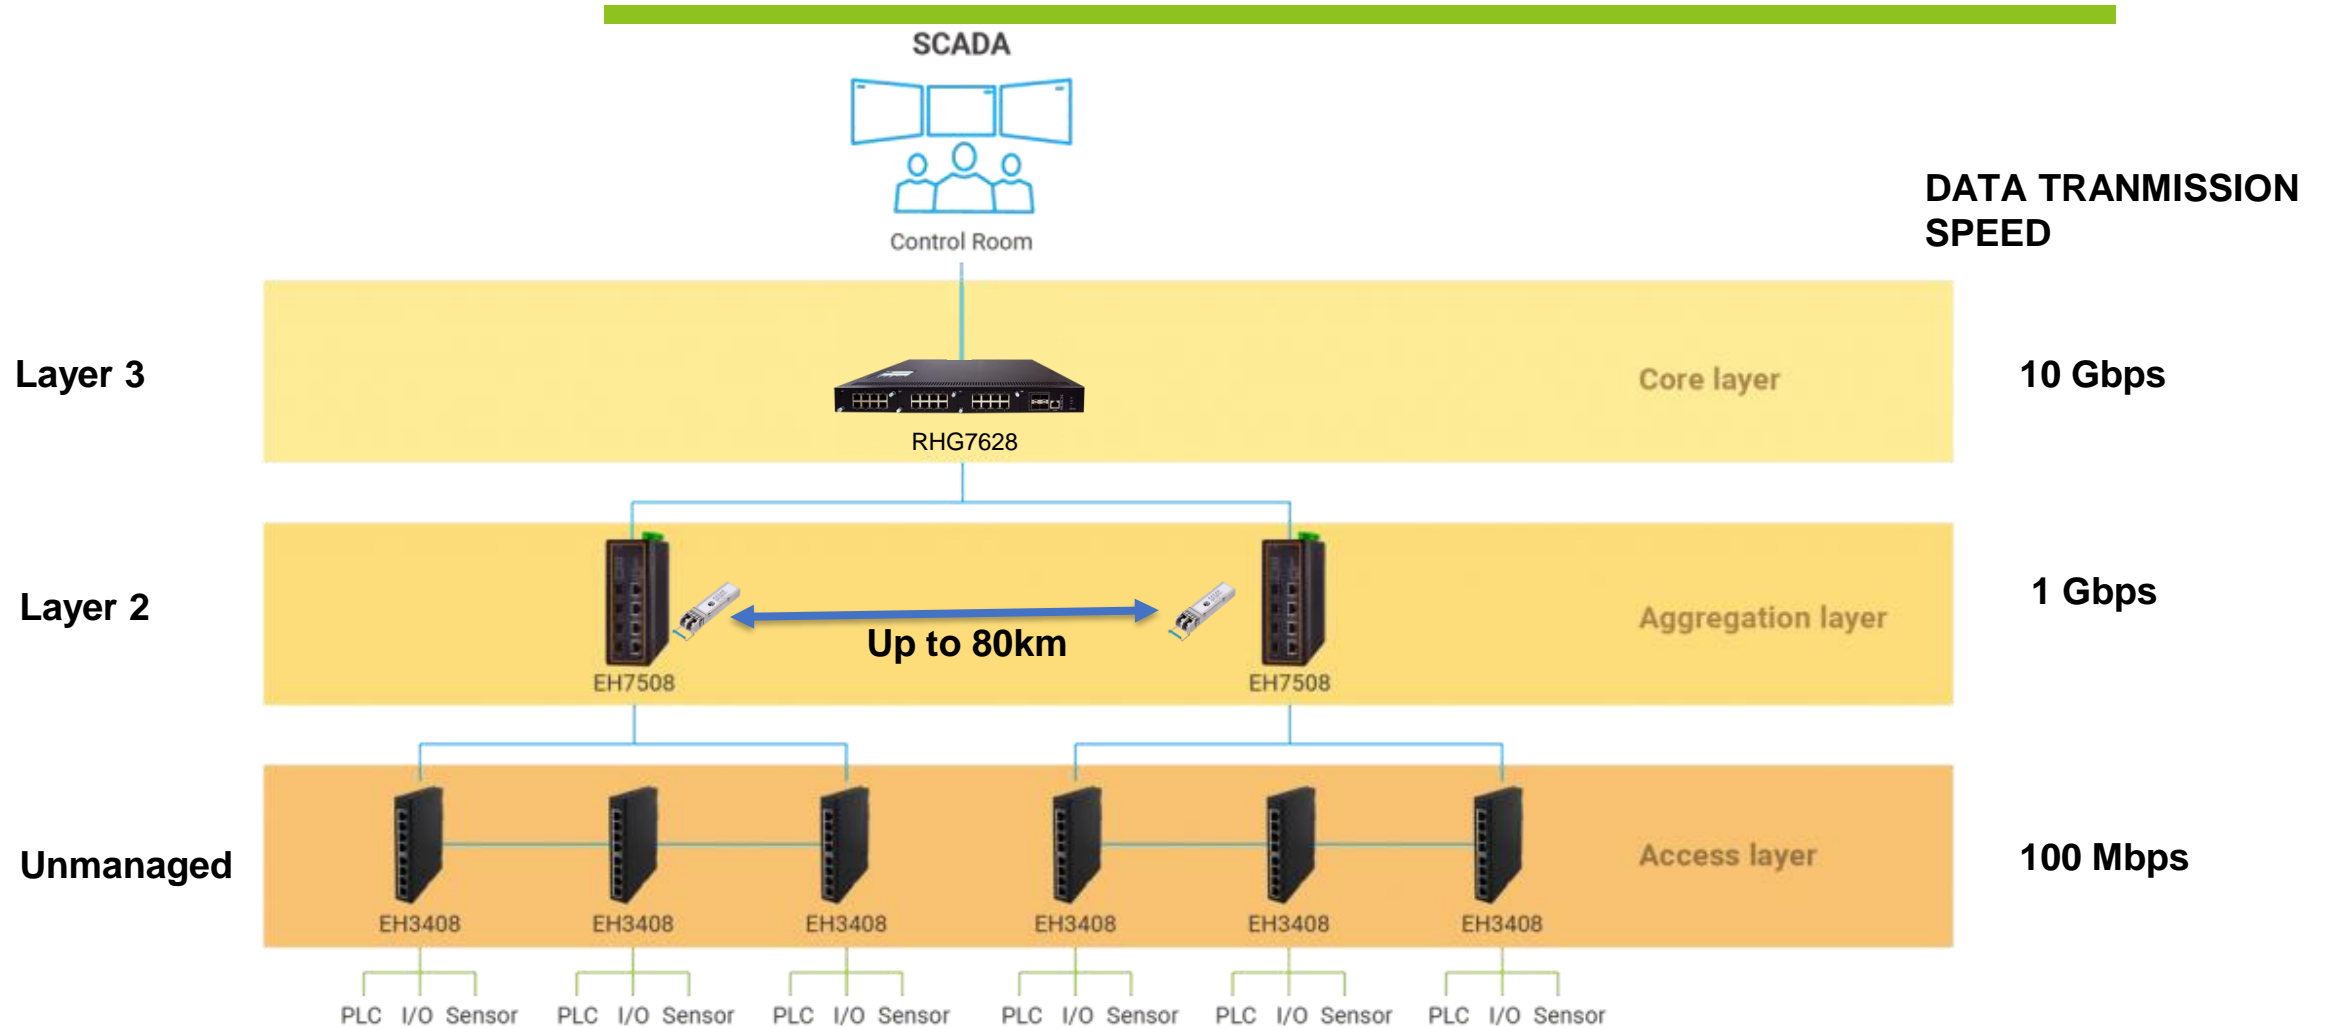 SCADA
Control Room
DATA TRANMISSION
SPEED
Layer 3
Core layer
10 Gbps
RHG7628
Layer 2
Up to 80km
Aggregation layer
1 Gbps
EH7508
EH7508
Unmanaged
Access layer
100 Mbps
EH3408
EH3408
EH3408
EH3408
EH3408
EH3408
PLC I/O Sensor
PLC I/O Sensor
PLC I/O Sensor
PLC I/O Sensor
PLC I/O Sensor
PLC I/O Sensor